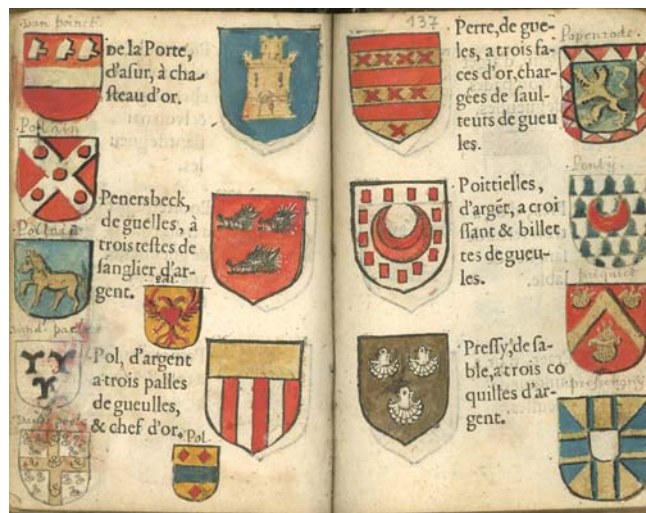 van princt
De la Porte,
d'asur, à cha-
steau d'or.
Pollain
Penersbeck,
de guelles, à
trois testes de
sanglier d'ar-
gent.
Pol, d'argent
a trois palles
de gueulles,
& chef d'or.
Pol.
137
Perre, de gue-
les, a trois fa-
ces d'or, char-
gées de saul-
teurs de gueu
les.
Popenrode.
Poittielles,
d'argēt, a croi
ssant & billet
tes de gueu-
les.
Pressy, de sa-
ble, a trois co
quilles d'ar-
gent.